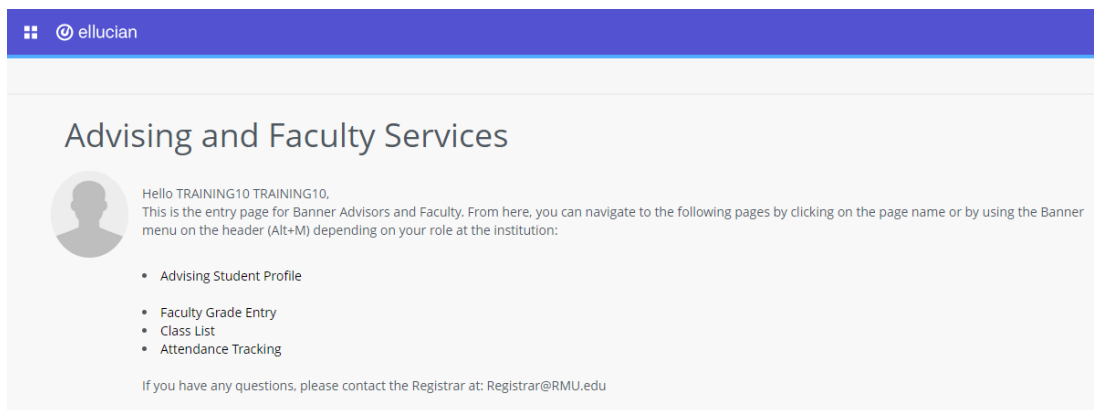 ellucian
Advising and Faculty Services
Hello TRAINING10 TRAINING10,
This is the entry page for Banner Advisors and Faculty. From here, you can navigate to the following pages by clicking on the page name or by using the Banner
menu on the header (Alt+M) depending on your role at the institution:
• Advising Student Profile
• Faculty Grade Entry
• Class List
• Attendance Tracking
If you have any questions, please contact the Registrar at: Registrar@RMU.edu